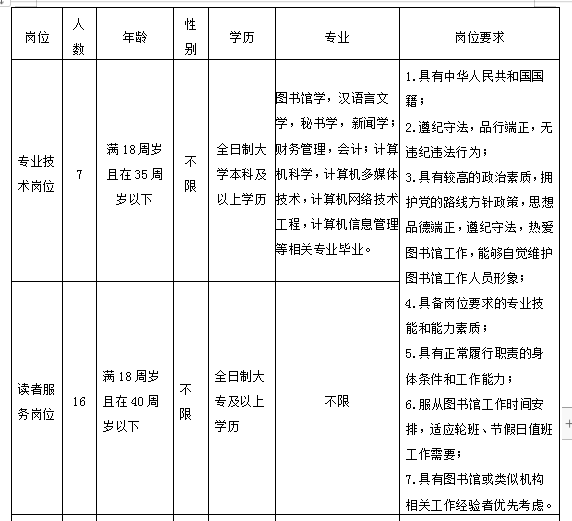 岗位
人
数
年龄
性
别
学历
专业
岗位要求
专业技
术岗位
7
满18周岁
且在35周
岁以下
不
限
全日制大
学本科及
以上学历
图书馆学，汉语言文
学，秘书学，新闻学；
财务管理，会计；计算
机科学，计算机多媒体
技术，计算机网络技术
工程，计算机信息管理
等相关专业毕业。
1.具有中华人民共和国国
籍；
2.遵纪守法，品行端正，无
违纪违法行为；
3.具有较高的政治素质，拥
护党的路线方针政策，思想
品德端正，遵纪守法，热爱
图书馆工作，能够自觉维护
图书馆工作人员形象；
4.具备岗位要求的专业技
能和能力素质；
5.具有正常履行职责的身
体条件和工作能力；
6.服从图书馆工作时间安
排，适应轮班、节假日值班
工作需要；
7.具有图书馆或类似机构
相关工作经验者优先考虑。
读者服
务岗位
16
满18周岁
且在40周
岁以下
不
限
全日制大
专及以上
学历
不限